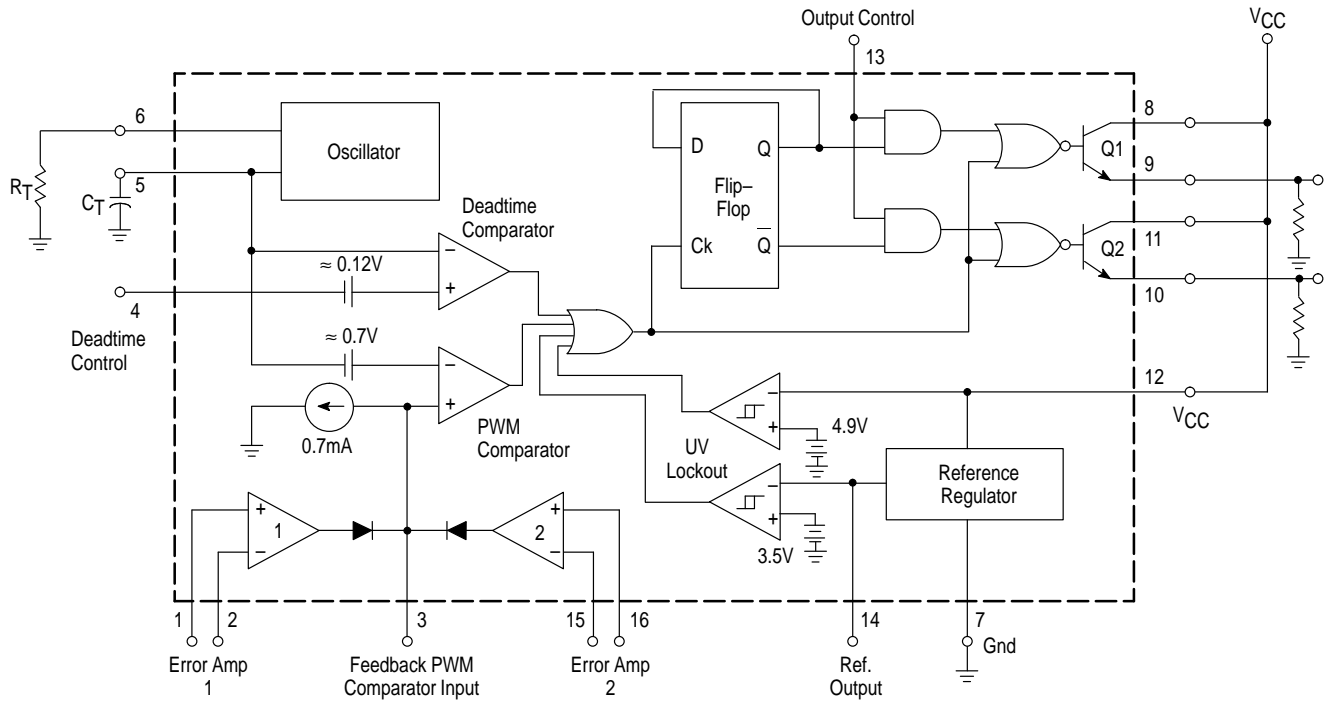 Output Control
VCC
13
6
Oscillator
RT
5
CT
D
Q
Flip–
Flop
Ck
Q
8
Q1
9
11
Q2
10
Deadtime
Comparator
≈ 0.12V
–
+
4
Deadtime
Control
≈ 0.7V
–
+
0.7mA
PWM
Comparator
UV
Lockout
–
+
4.9V
12
VCC
Reference
Regulator
–
+
3.5V
+
1
–
+
2
–
1
2
3
15
16
14
7
Gnd
Error Amp
1
Feedback PWM
Comparator Input
Error Amp
2
Ref.
Output